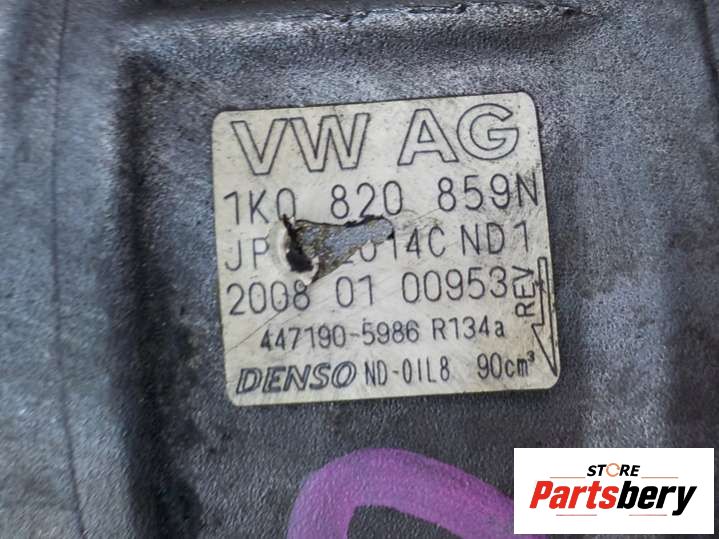 VW AG
1K0 820 859N
JP 014C ND1
2008 01 00953
REV
447190-5986 R134a
DENSO ND-OIL8 90cm³
STORE
Partsbery